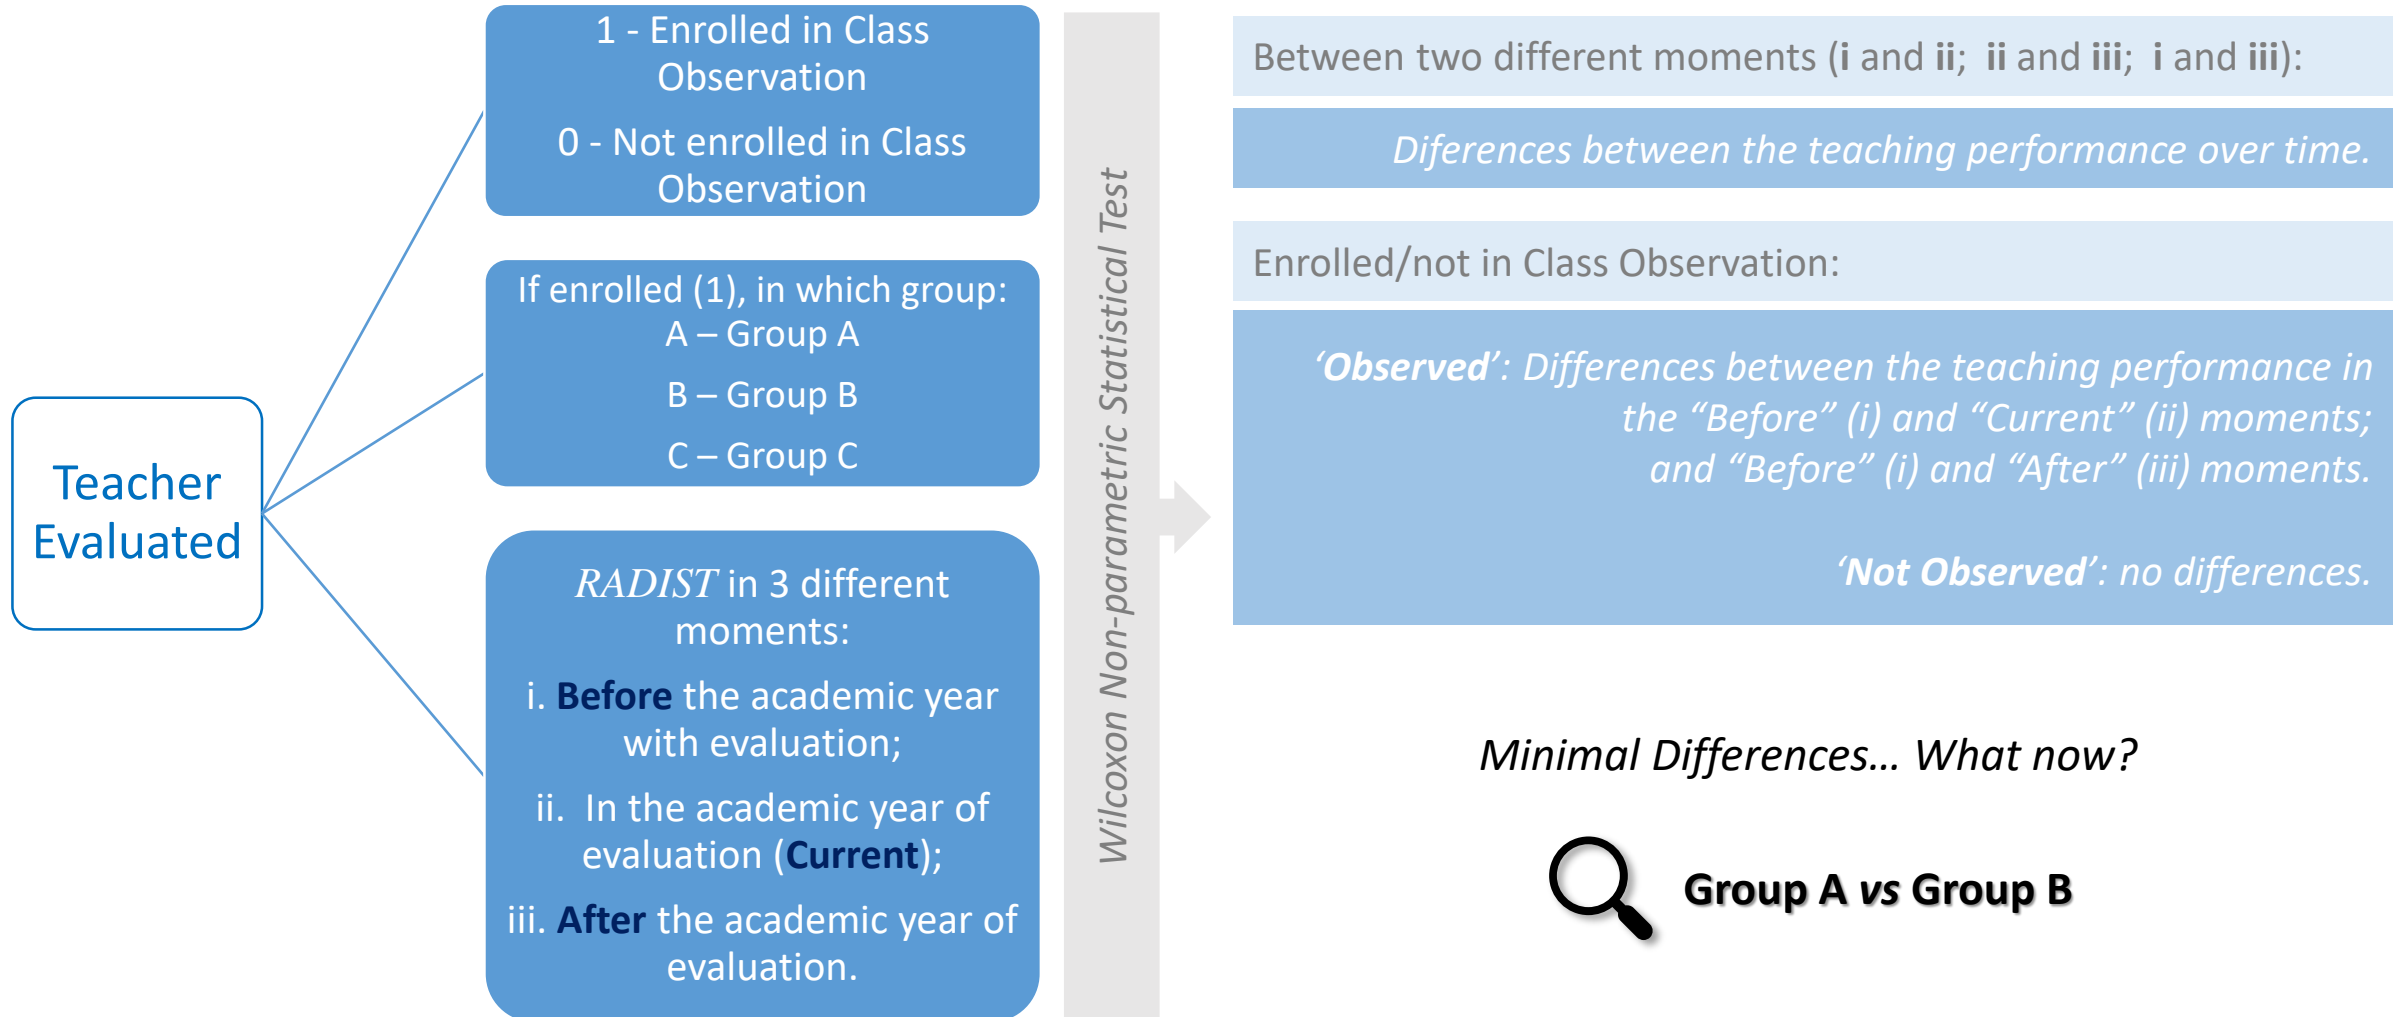 Teacher
Evaluated
1 - Enrolled in Class
Observation
0 - Not enrolled in Class
Observation
If enrolled (1), in which group:
A – Group A
B – Group B
C – Group C
RADIST in 3 different
moments:
i. Before the academic year
with evaluation;
ii. In the academic year of
evaluation (Current);
iii. After the academic year of
evaluation.
Wilcoxon Non-parametric Statistical Test
Between two different moments (i and ii; ii and iii; i and iii):
Diferences between the teaching performance over time.
Enrolled/not in Class Observation:
‘Observed’: Differences between the teaching performance in
the “Before” (i) and “Current” (ii) moments;
and “Before” (i) and “After” (iii) moments.
‘Not Observed’: no differences.
Minimal Differences... What now?
Group A vs Group B